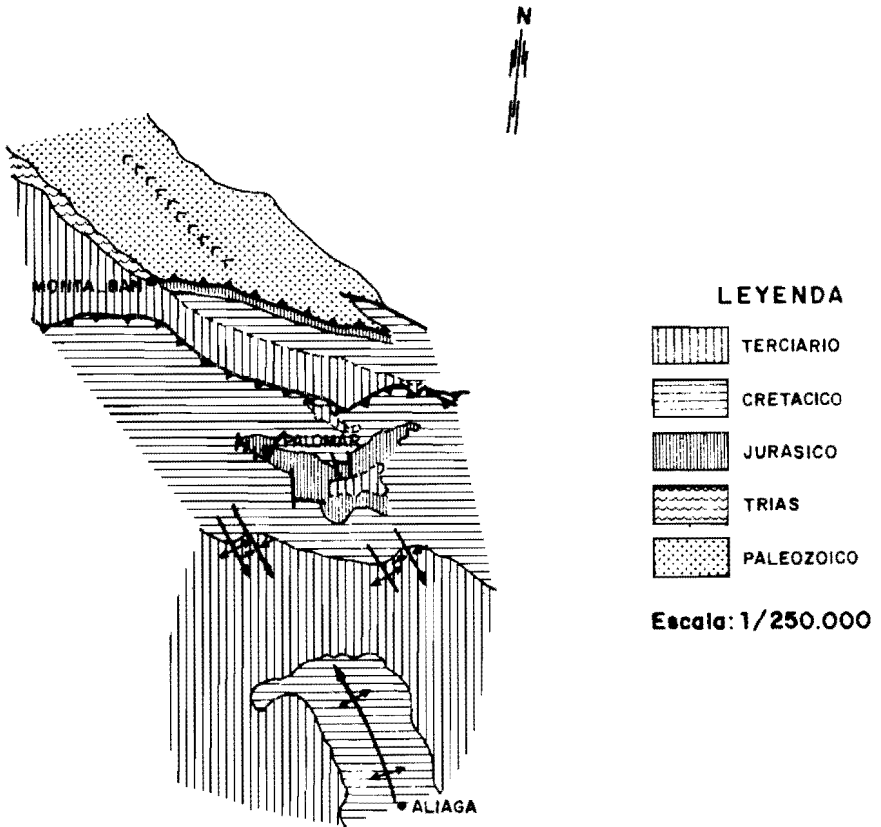 N
MONTALBAN
PALOMAR
ALIAGA
LEYENDA
TERCIARIO
CRETACICO
JURASICO
TRIAS
PALEOZOICO
Escala: 1/250.000